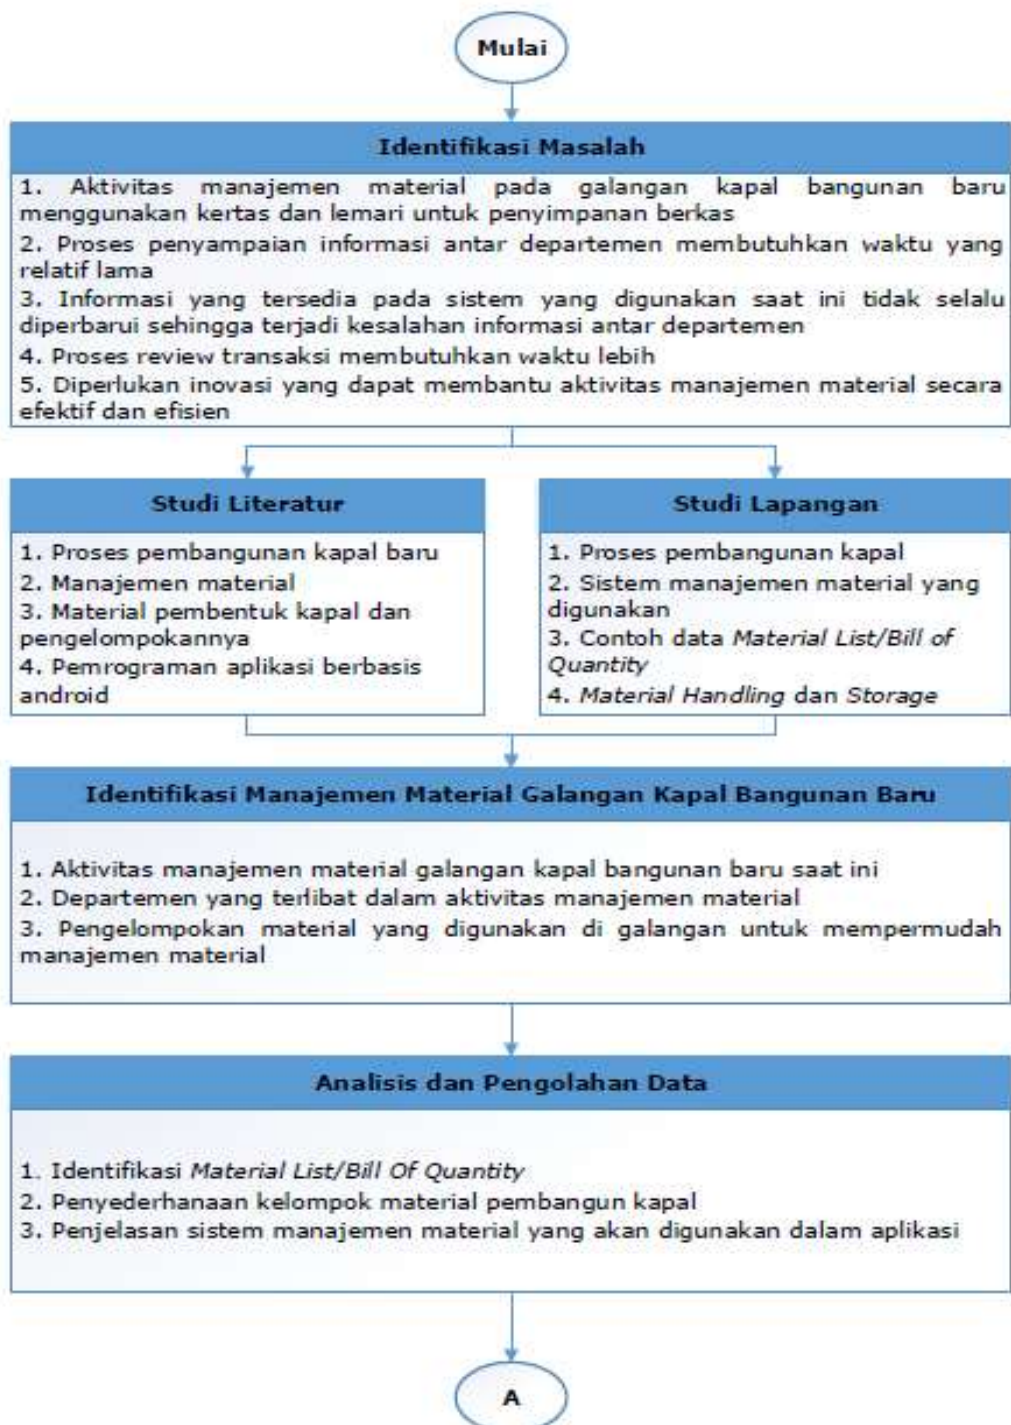 Mulai
Identifikasi Masalah
1. Aktivitas manajemen material pada galangan kapal bangunan baru
menggunakan kertas dan lemari untuk penyimpanan berkas
2. Proses penyampaian informasi antar departemen membutuhkan waktu yang
relatif lama
3. Informasi yang tersedia pada sistem yang digunakan saat ini tidak selalu
diperbarui sehingga terjadi kesalahan informasi antar departemen
4. Proses review transaksi membutuhkan waktu lebih
5. Diperlukan inovasi yang dapat membantu aktivitas manajemen material secara
efektif dan efisien
Studi Literatur
1. Proses pembangunan kapal baru
2. Manajemen material
3. Material pembentuk kapal dan
pengelompokannya
4. Pemrograman aplikasi berbasis
android
Studi Lapangan
1. Proses pembangunan kapal
2. Sistem manajemen material yang
digunakan
3. Contoh data Material List/Bill of
Quantity
4. Material Handling dan Storage
Identifikasi Manajemen Material Galangan Kapal Bangunan Baru
1. Aktivitas manajemen material galangan kapal bangunan baru saat ini
2. Departemen yang terlibat dalam aktivitas manajemen material
3. Pengelompokan material yang digunakan di galangan untuk mempermudah
manajemen material
Analisis dan Pengolahan Data
1. Identifikasi Material List/Bill Of Quantity
2. Penyederhanaan kelompok material pembangun kapal
3. Penjelasan sistem manajemen material yang akan digunakan dalam aplikasi
A